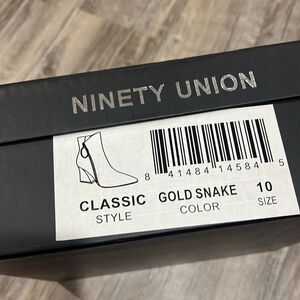 NINETY UNION
8 41484 14584 5
CLASSIC GOLD SNAKE 10
STYLE COLOR SIZE